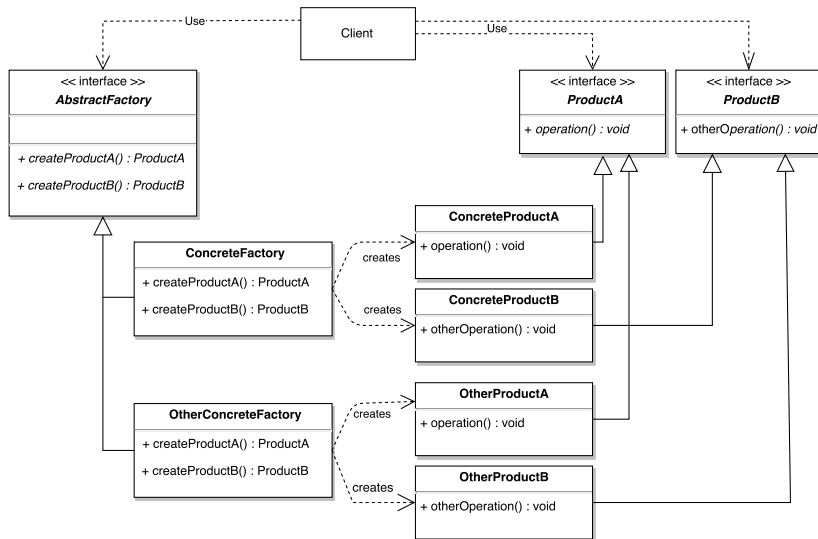 Use
Client
Use
<< interface >>
AbstractFactory
+ createProductA() : ProductA
+ createProductB() : ProductB
<< interface >>
ProductA
+ operation() : void
<< interface >>
ProductB
+ otherOperation() : void
ConcreteFactory
+ createProductA() : ProductA
+ createProductB() : ProductB
creates
creates
ConcreteProductA
+ operation() : void
ConcreteProductB
+ otherOperation() : void
OtherConcreteFactory
+ createProductA() : ProductA
+ createProductB() : ProductB
creates
creates
OtherProductA
+ operation() : void
OtherProductB
+ otherOperation() : void